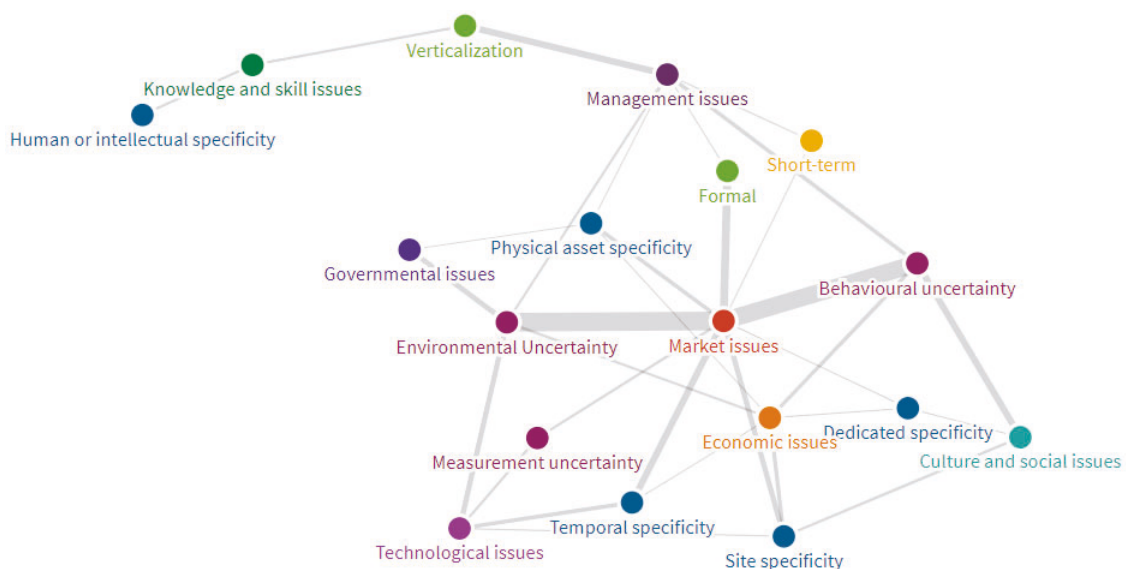 Verticalization
Knowledge and skill issues
Management issues
Human or intellectual specificity
Short-term
Formal
Physical asset specificity
Governmental issues
Behavioural uncertainty
Environmental Uncertainty
Market issues
Economic issues
Dedicated specificity
Measurement uncertainty
Culture and social issues
Temporal specificity
Technological issues
Site specificity